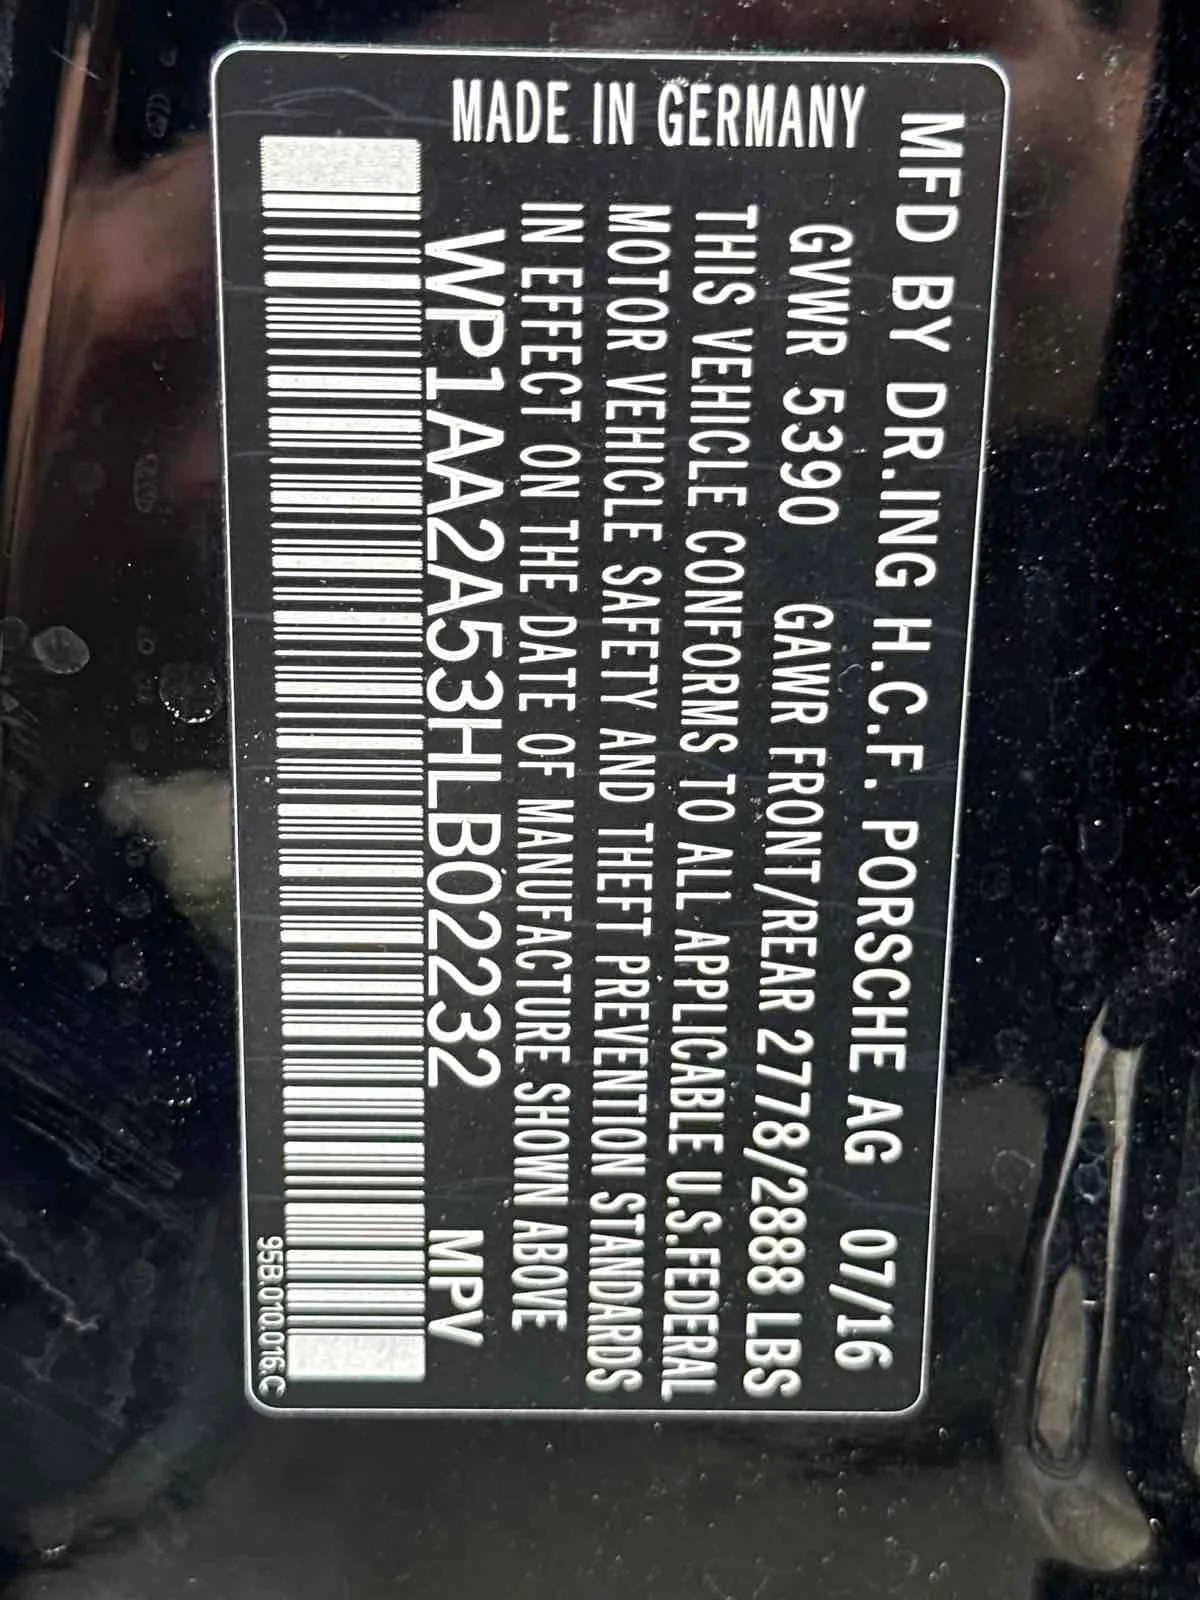 MFD BY DR.ING H.C.F. PORSCHE AG 07/16
GVWR 5390 GAWR FRONT/REAR 2778/2888 LBS
THIS VEHICLE CONFORMS TO ALL APPLICABLE U.S.FEDERAL
MOTOR VEHICLE SAFETY AND THEFT PREVENTION STANDARDS
IN EFFECT ON THE DATE OF MANUFACTURE SHOWN ABOVE
MADE IN GERMANY
WP1AA2A53HLB02232 MPV
95B.010.016.C